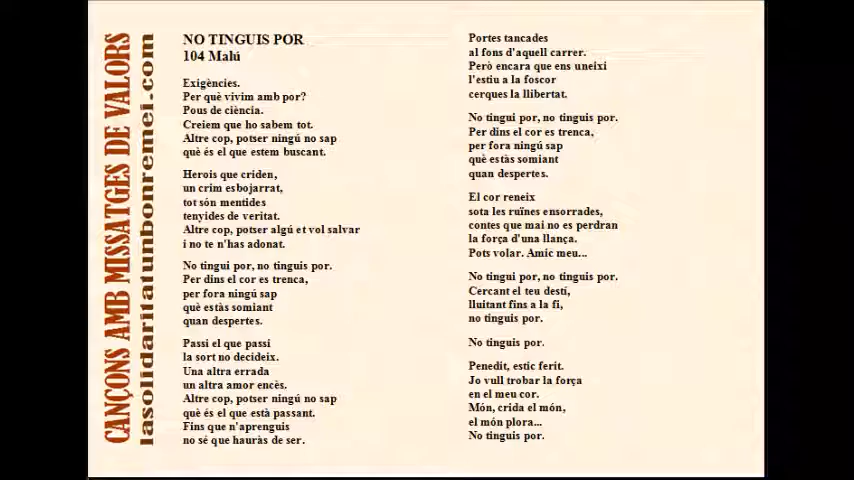 CANÇONS AMB MISSATGES DE VALORS
lasolidaritatunbonremei.com
NO TINGUIS POR
104 Malú
Exigències.
Per què vivim amb por?
Pous de ciència.
Creiem que ho sabem tot.
Altre cop, potser ningú no sap
què és el que estem buscant.
Herois que criden,
un crim esbojarrat,
tot són mentides
tenyides de veritat.
Altre cop, potser algú et vol salvar
i no te n'has adonat.
No tingui por, no tinguis por.
Per dins el cor es trenca,
per fora ningú sap
què estàs somiant
quan despertes.
Passi el que passi
la sort no decideix.
Una altra errada
un altra amor encès.
Altre cop, potser ningú no sap
què és el que està passant.
Fins que n'aprenguis
no sé que hauràs de ser.
Portes tancades
al fons d'aquell carrer.
Però encara que ens uneixi
l'estiu a la foscor
cerques la llibertat.
No tingui por, no tinguis por.
Per dins el cor es trenca,
per fora ningú sap
què estàs somiant
quan despertes.
El cor reneix
sota les ruïnes ensorrades,
contes que mai no es perdran
la força d'una llança.
Pots volar. Amic meu...
No tingui por, no tinguis por.
Cercant el teu destí,
lluitant fins a la fi,
no tinguis por.
No tinguis por.
Penedit, estic ferit.
Jo vull trobar la força
en el meu cor.
Món, crida el món,
el món plora...
No tinguis por.